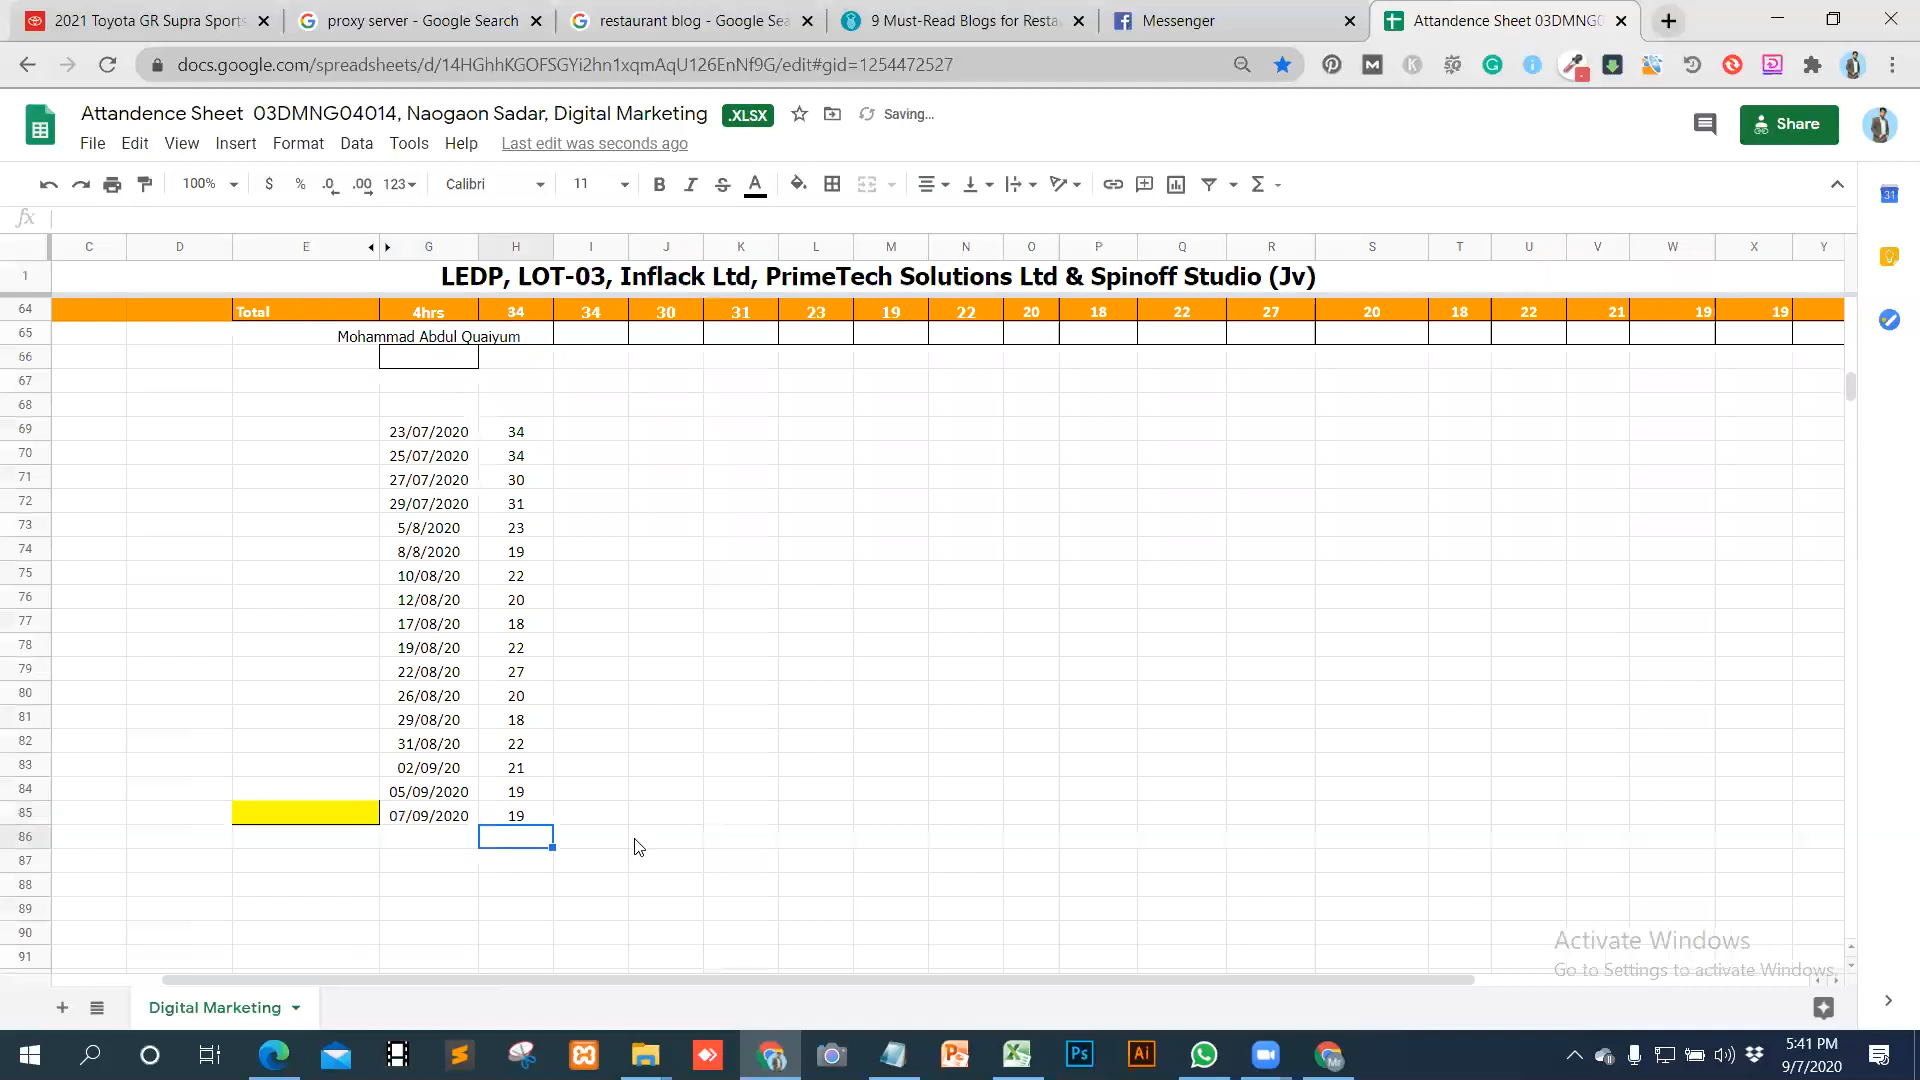 2021 Toyota GR Supra Sports
proxy server - Google Search
restaurant blog - Google Sea
9 Must-Read Blogs for Resta
Messenger
Attandence Sheet 03DMNG0
docs.google.com/spreadsheets/d/14HGhhKGOFSGYi2hn1xqmAqU126EnNf9G/edit#gid=1254472527
Attandence Sheet 03DMNG04014, Naogaon Sadar, Digital Marketing .XLSX Saving...
Share
File Edit View Insert Format Data Tools Help Last edit was seconds ago
100% $ % .0 .00 123 Calibri 11 B I S A
fx
C D E G H I J K L M N O P Q R S T U V W X Y
1 LEDP, LOT-03, Inflack Ltd, PrimeTech Solutions Ltd & Spinoff Studio (Jv)
64 Total 4hrs 34 34 30 31 23 19 22 20 18 22 27 20 18 22 21 19 19
65 Mohammad Abdul Quaiyum
66
67
68
69 23/07/2020 34
70 25/07/2020 34
71 27/07/2020 30
72 29/07/2020 31
73 5/8/2020 23
74 8/8/2020 19
75 10/08/20 22
76 12/08/20 20
77 17/08/20 18
78 19/08/20 22
79 22/08/20 27
80 26/08/20 20
81 29/08/20 18
82 31/08/20 22
83 02/09/20 21
84 05/09/2020 19
85 07/09/2020 19
86
87
88
89
90
91
Activate Windows
Go to Settings to activate Windows.
Digital Marketing
5:41 PM
9/7/2020